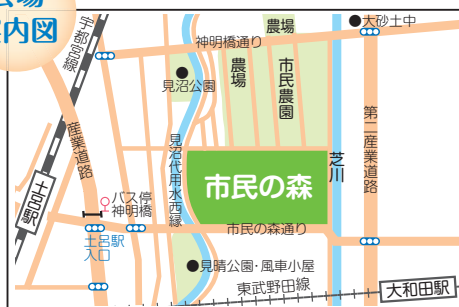 案内図
宇都宮線
農場
●大砂土中
神明橋通り
農場
市民農園
見沼公園
産業道路
見沼代用水西縁
第二産業道路
芝川
土呂駅
バス停
神明橋
市民の森
市民の森通り
土呂駅
入口
●見晴公園・風車小屋
東武野田線
大和田駅